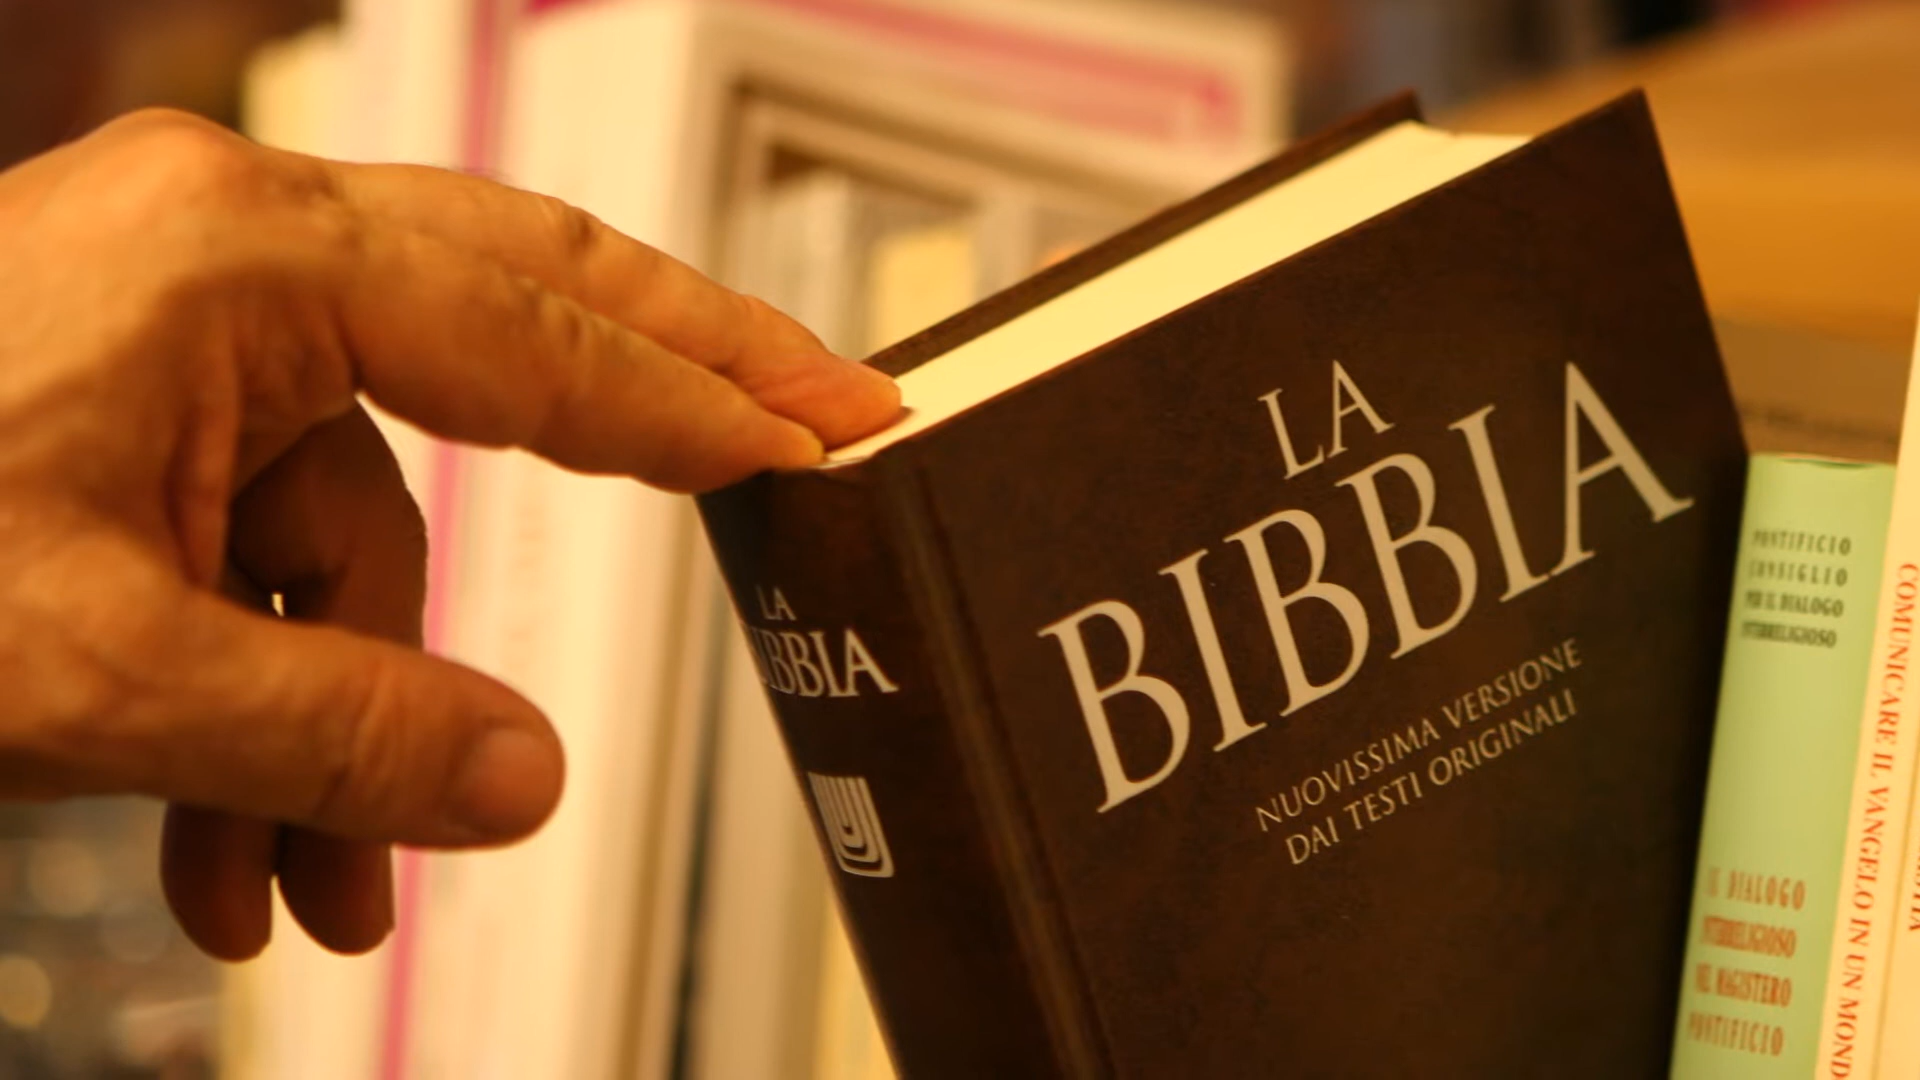 LA
BIBBIA
NUOVISSIMA VERSIONE
DAI TESTI ORIGINALI
LA
BIBBIA
PONTIFICIO
CONSIGLIO
PER IL DIALOGO
INTERRELIGIOSO
IL DIALOGO
INTERRELIGIOSO
NEL MAGISTERO
PONTIFICIO
COMUNICARE IL VANGELO IN UN MOND